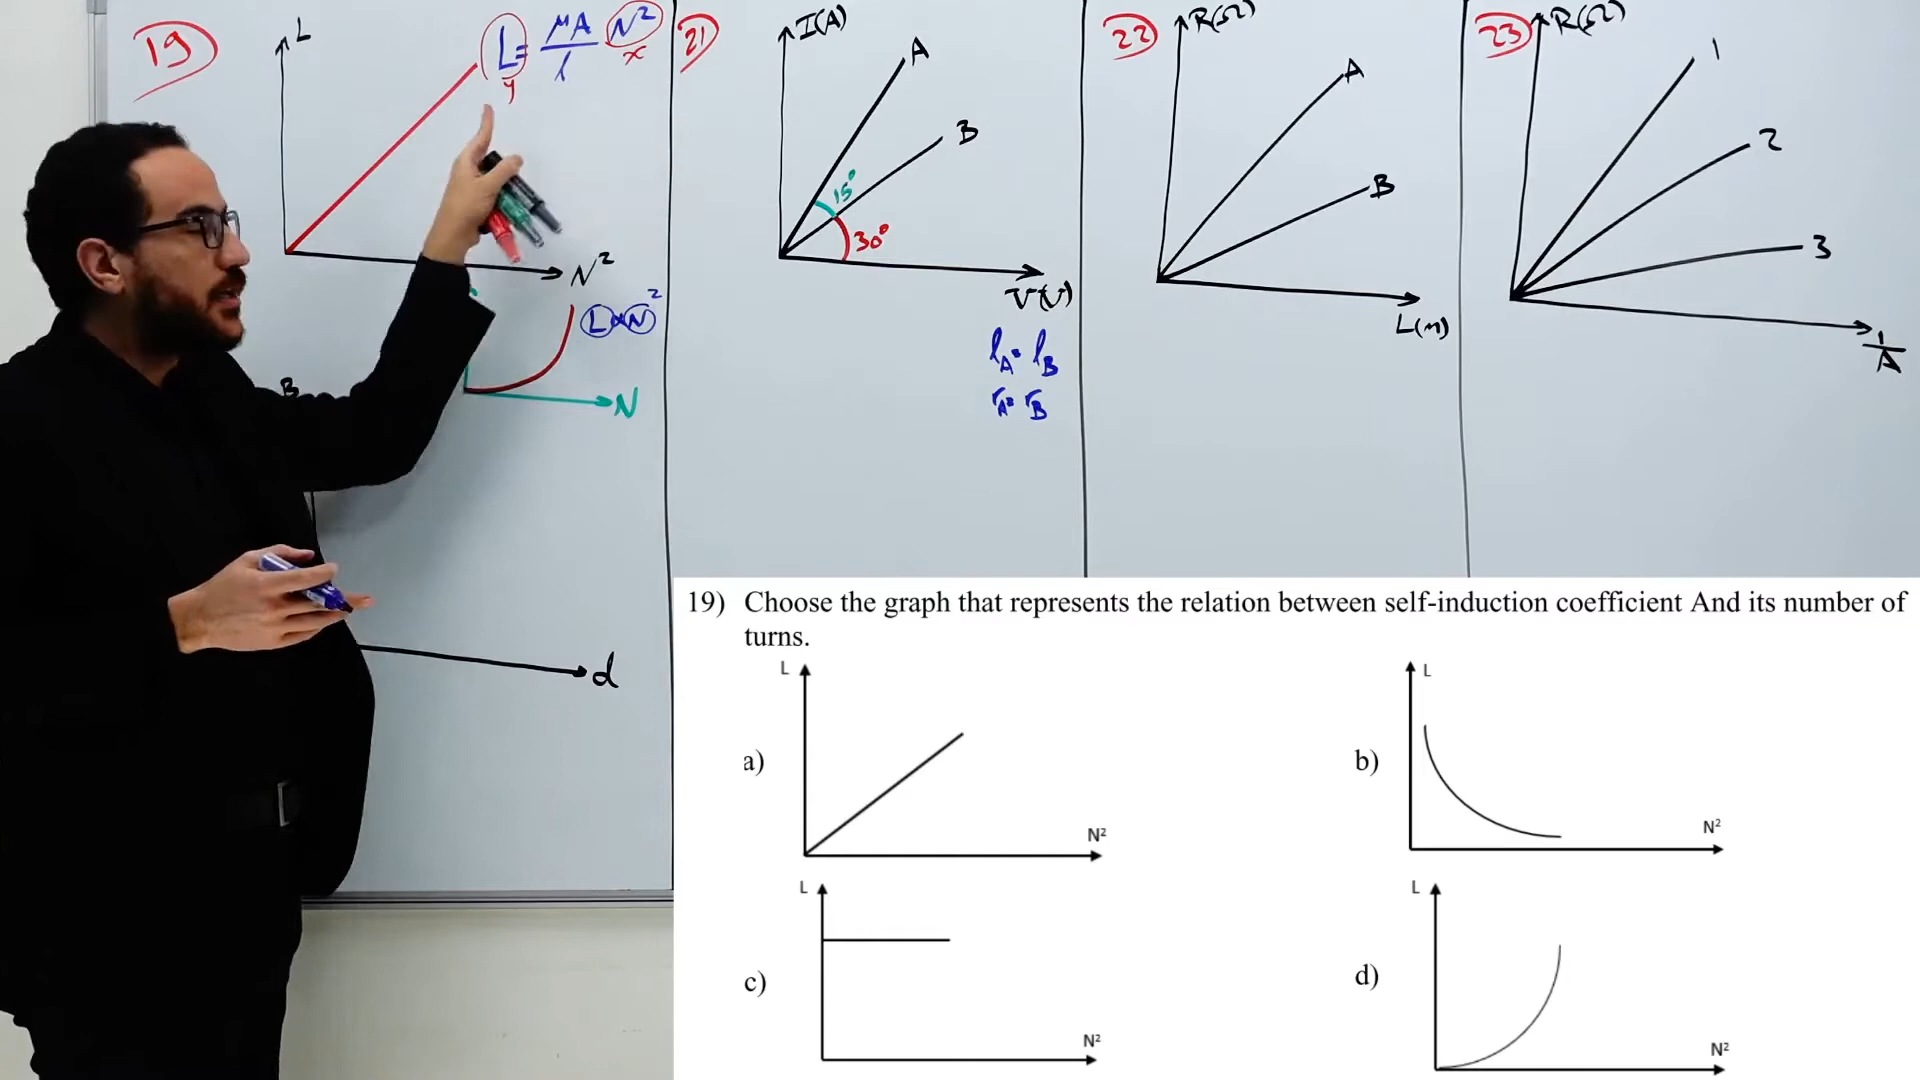 19)
L
L = μA/l N²
y
x
N²
L∝N²
B
N
d
21)
I(A)
A
B
15°
30°
V(V)
lA = lB
rA = rB
22)
R(Ω)
A
B
L(m)
23)
R(Ω)
1
2
3
1/A
19) Choose the graph that represents the relation between self-induction coefficient And its number of
turns.
a)
L
N²
b)
L
N²
c)
L
N²
d)
L
N²